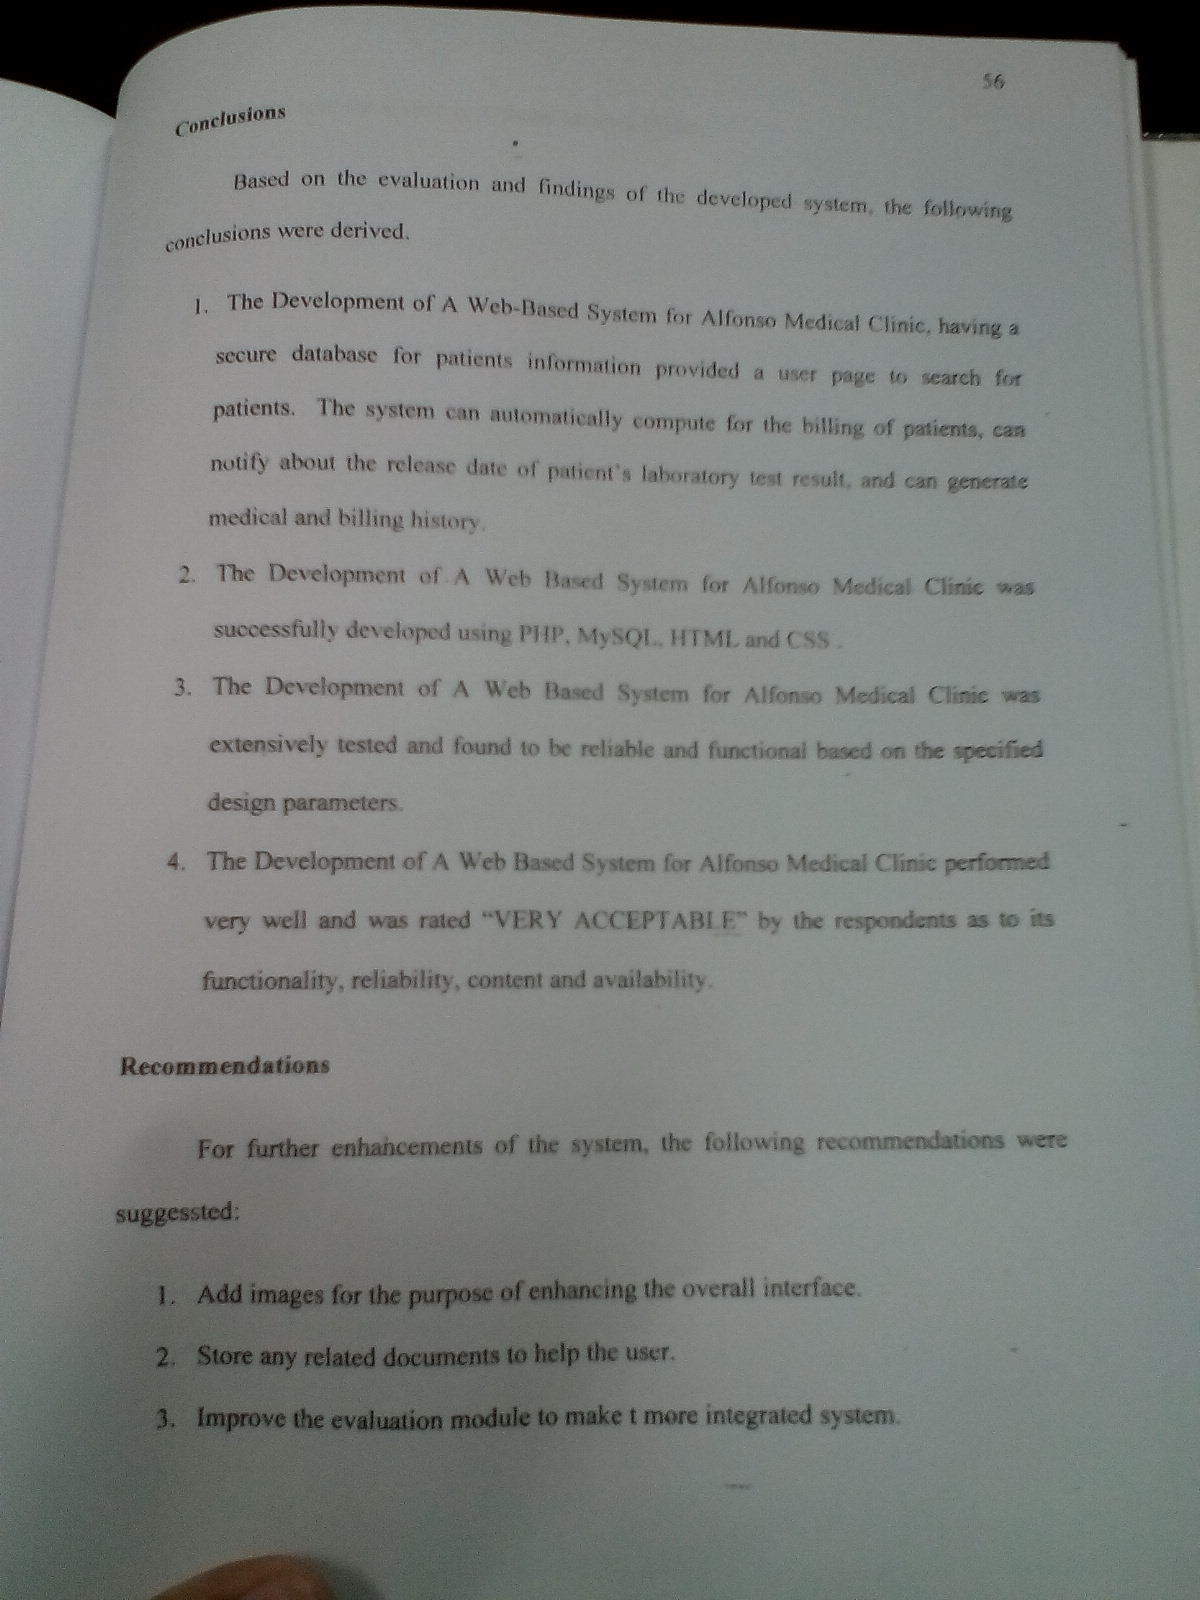 56
Conclusions
Based on the evaluation and findings of the developed system, the following
conclusions were derived.
1. The Development of A Web-Based System for Alfonso Medical Clinic, having a
secure database for patients information provided a user page to search for
patients. The system can automatically compute for the billing of patients, can
notify about the release date of patient's laboratory test result, and can generate
medical and billing history.
2. The Development of A Web Based System for Alfonso Medical Clinic was
successfully developed using PHP, MySQL, HTML and CSS .
3. The Development of A Web Based System for Alfonso Medical Clinic was
extensively tested and found to be reliable and functional based on the specified
design parameters.
4. The Development of A Web Based System for Alfonso Medical Clinic performed
very well and was rated “VERY ACCEPTABLE” by the respondents as to its
functionality, reliability, content and availability.
Recommendations
For further enhancements of the system, the following recommendations were
suggessted:
1. Add images for the purpose of enhancing the overall interface.
2. Store any related documents to help the user.
3. Improve the evaluation module to make t more integrated system.